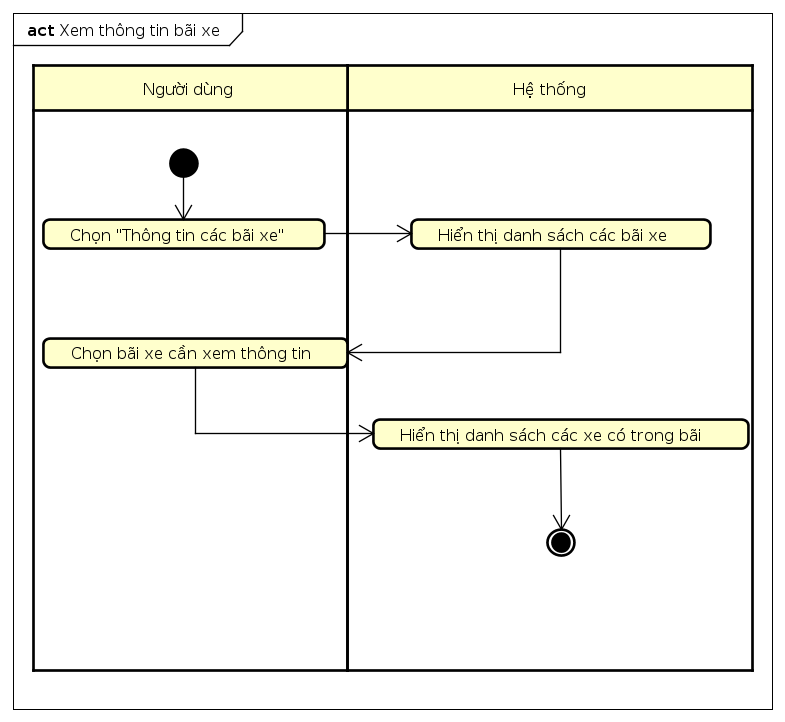 act Xem thông tin bãi xe
Người dùng
Hệ thống
Chọn "Thông tin các bãi xe"
Hiển thị danh sách các bãi xe
Chọn bãi xe cần xem thông tin
Hiển thị danh sách các xe có trong bãi